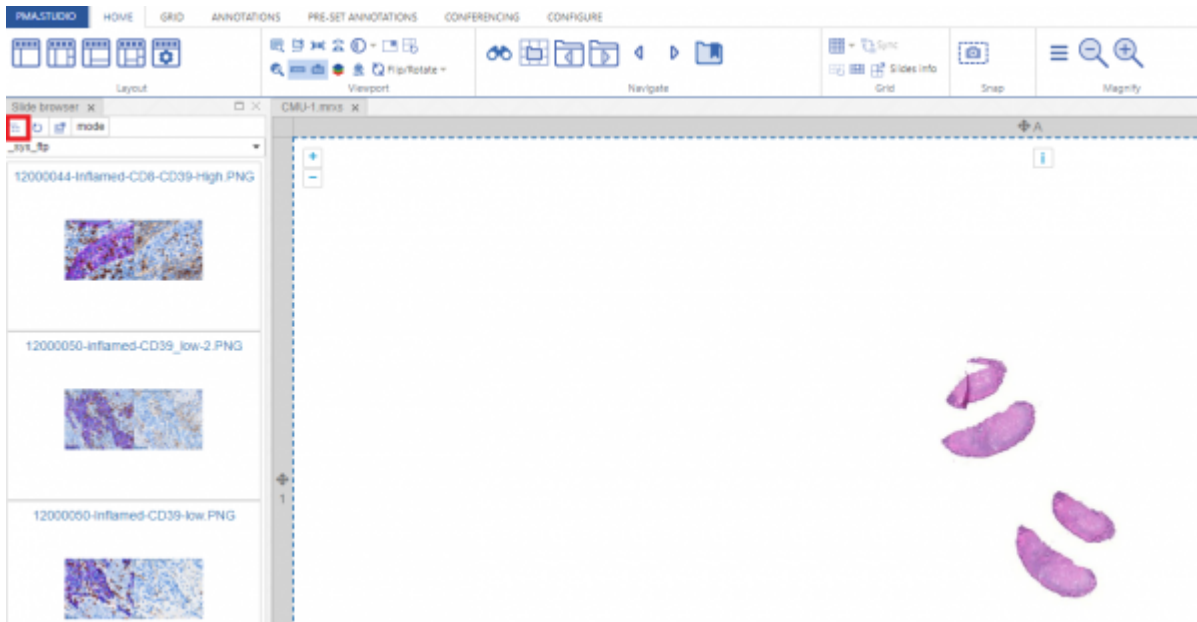 PMA.STUDIO HOME GRID ANNOTATIONS PRE-SET ANNOTATIONS CONFERENCING CONFIGURE
Flip/Rotate
Sync
Slides info
Layout Viewport Navigate Grid Snap Magnify
Slide browser x CMU-1.mrxs x
mode
A
_sys_ftp
+
i
−
12000044-Inflamed-CD8-CD39-High.PNG
12000050-inflamed-CD39_low-2.PNG
1
12000050-Inflamed-CD39-low.PNG